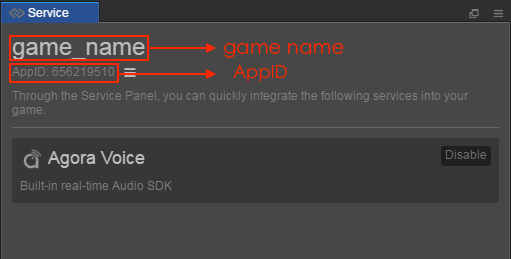 Service
game_name game name
AppID: 656219510 AppID
Through the Service Panel, you can quickly integrate the following services into your
game.
Agora Voice Disable
Built-in real-time Audio SDK